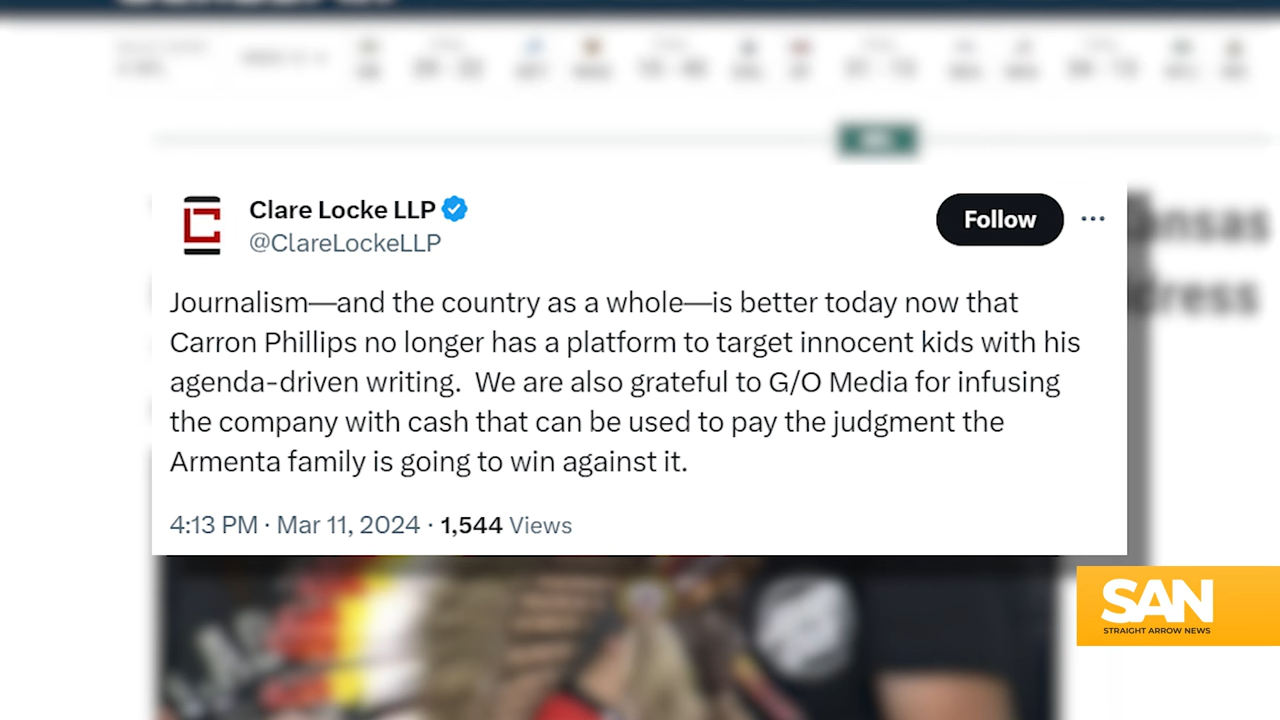 Clare Locke LLP
@ClareLockeLLP
Follow
Journalism—and the country as a whole—is better today now that
Carron Phillips no longer has a platform to target innocent kids with his
agenda-driven writing.  We are also grateful to G/O Media for infusing
the company with cash that can be used to pay the judgment the
Armenta family is going to win against it.
4:13 PM · Mar 11, 2024 · 1,544 Views
SAN
STRAIGHT ARROW NEWS